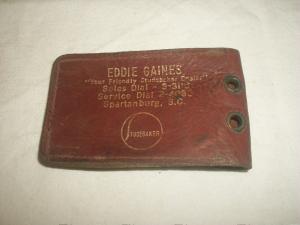 EDDIE GAINES
"Your Friendly Studebaker Dealer"
Sales Dial -
Service Dial
Spartanburg, S.C.
STUDEBAKER